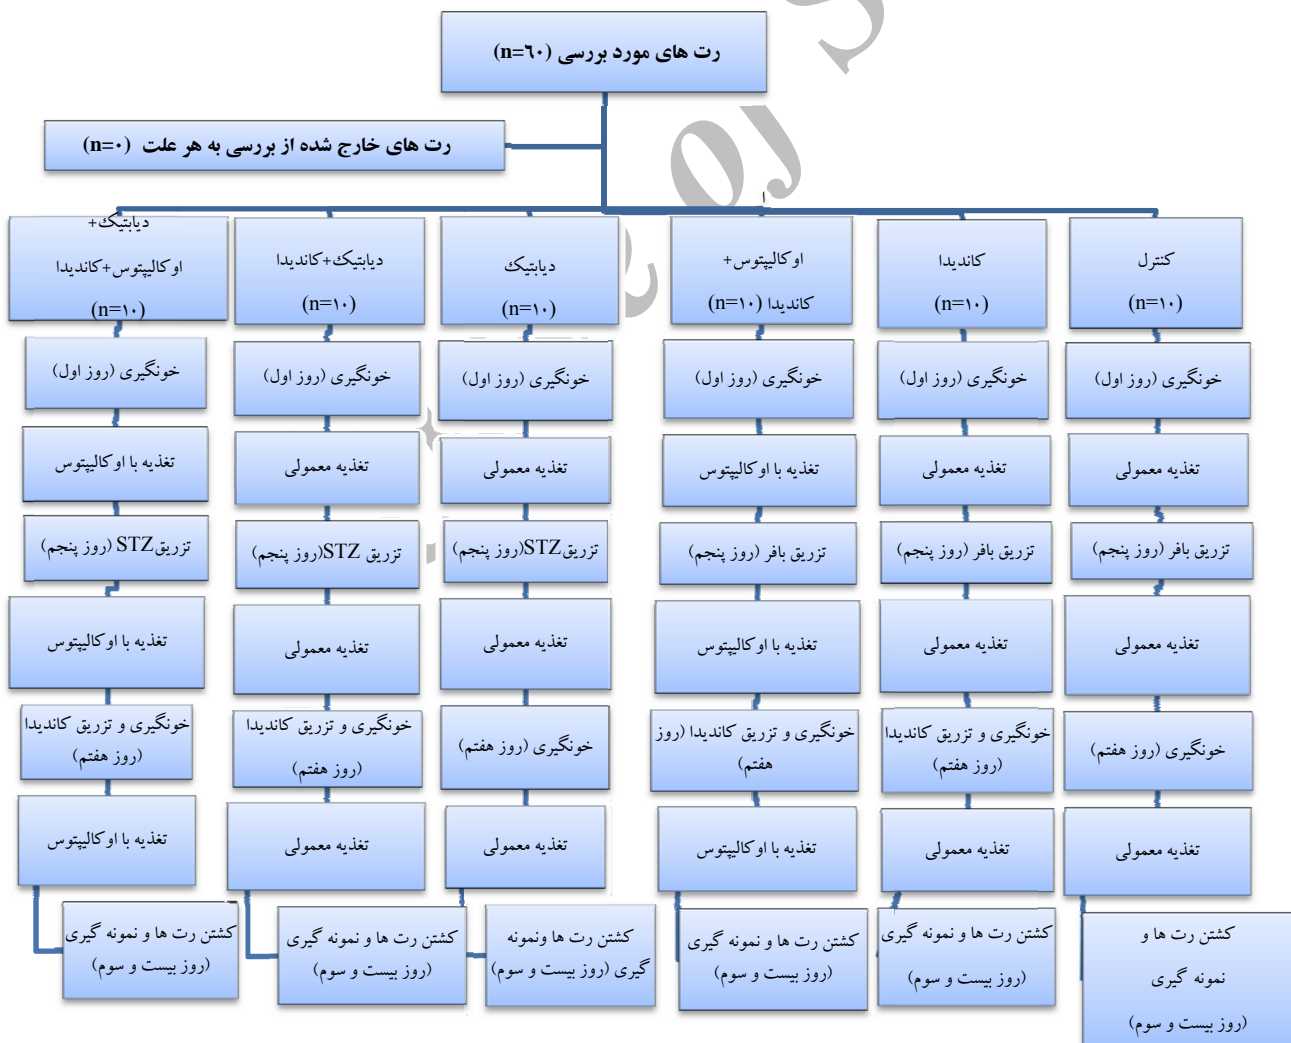 رت های مورد بررسی (n=٦٠)
رت های خارج شده از بررسی به هر علت (n=٠)
کنترل
(n=١٠)
کاندیدا
(n=١٠)
اوکالیپتوس+
کاندیدا (n=١٠)
دیابتیک
(n=١٠)
دیابتیک+کاندیدا
(n=١٠)
دیابتیک+
اوکالیپتوس+کاندیدا
(n=١٠)
خونگیری (روز اول)
خونگیری (روز اول)
خونگیری (روز اول)
خونگیری (روز اول)
خونگیری (روز اول)
خونگیری (روز اول)
تغذیه معمولی
تغذیه معمولی
تغذیه با اوکالیپتوس
تغذیه معمولی
تغذیه معمولی
تغذیه با اوکالیپتوس
تزریق بافر (روز پنجم)
تزریق بافر (روز پنجم)
تزریق بافر (روز پنجم)
تزریقSTZ(روز پنجم)
تزریق STZ(روز پنجم)
تزریقSTZ (روز پنجم)
تغذیه معمولی
تغذیه معمولی
تغذیه با اوکالیپتوس
تغذیه معمولی
تغذیه معمولی
تغذیه با اوکالیپتوس
خونگیری (روز هفتم)
خونگیری و تزریق کاندیدا
(روز هفتم)
خونگیری و تزریق کاندیدا (روز
هفتم)
خونگیری (روز هفتم)
خونگیری و تزریق کاندیدا
(روز هفتم)
خونگیری و تزریق کاندیدا
(روز هفتم)
تغذیه معمولی
تغذیه معمولی
تغذیه با اوکالیپتوس
تغذیه معمولی
تغذیه معمولی
تغذیه با اوکالیپتوس
کشتن رت ها و
نمونه گیری
(روز بیست و سوم)
کشتن رت ها و نمونه گیری
(روز بیست و سوم)
کشتن رت ها و نمونه گیری
(روز بیست و سوم)
کشتن رت ها ونمونه
گیری (روز بیست و سوم)
کشتن رت ها و نمونه گیری
(روز بیست و سوم)
کشتن رت ها و نمونه گیری
(روز بیست و سوم)